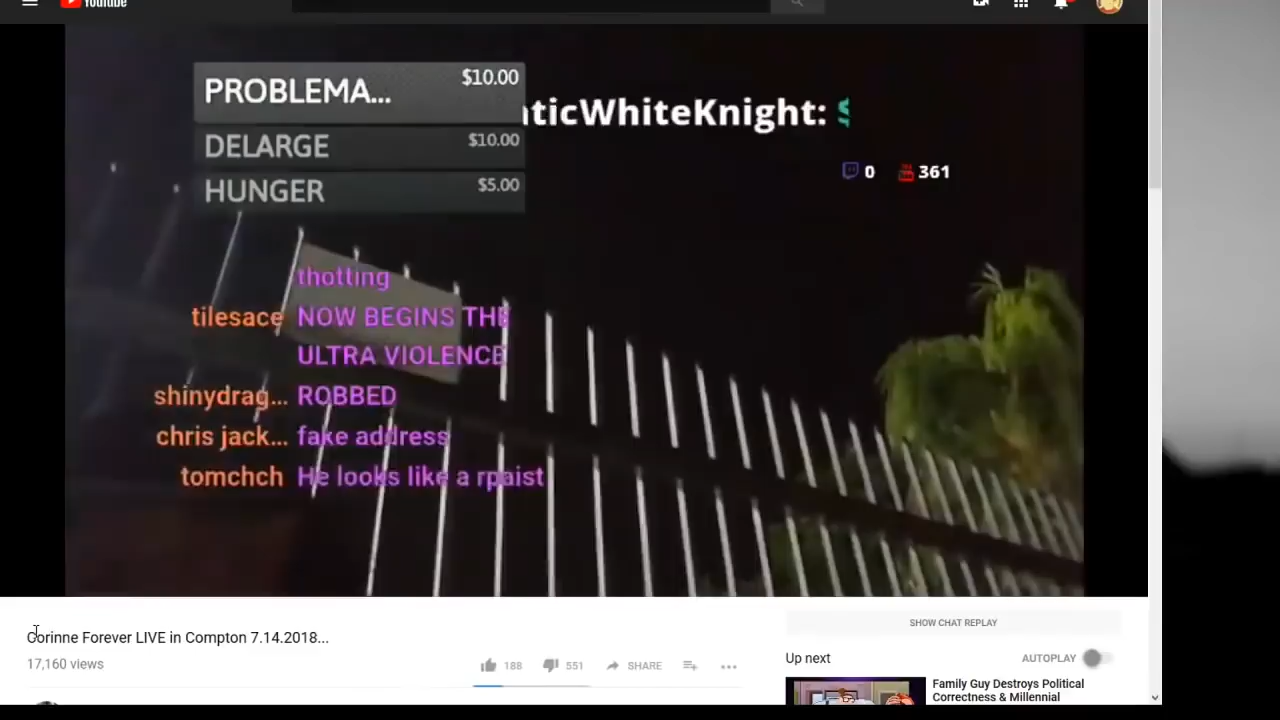 YouTube
PROBLEMA... $10.00
aticWhiteKnight: $
DELARGE $10.00
0 361
HUNGER $5.00
thotting
tilesace NOW BEGINS THE
ULTRA VIOLENCE
shinydrag... ROBBED
chris jack... fake address
tomchch He looks like a rpaist
Corinne Forever LIVE in Compton 7.14.2018...
17,160 views
188 551 SHARE
SHOW CHAT REPLAY
Up next AUTOPLAY
Family Guy Destroys Political
Correctness & Millennial